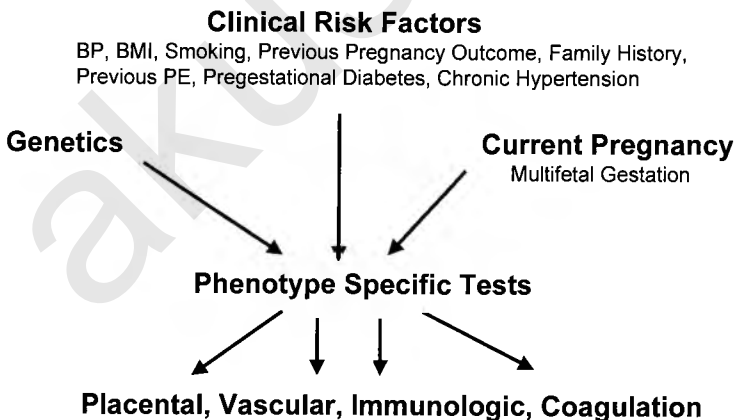 Clinical Risk Factors
BP, BMI, Smoking, Previous Pregnancy Outcome, Family History,
Previous PE, Pregestational Diabetes, Chronic Hypertension
Genetics
Current Pregnancy
Multifetal Gestation
Phenotype Specific Tests
Placental, Vascular, Immunologic, Coagulation